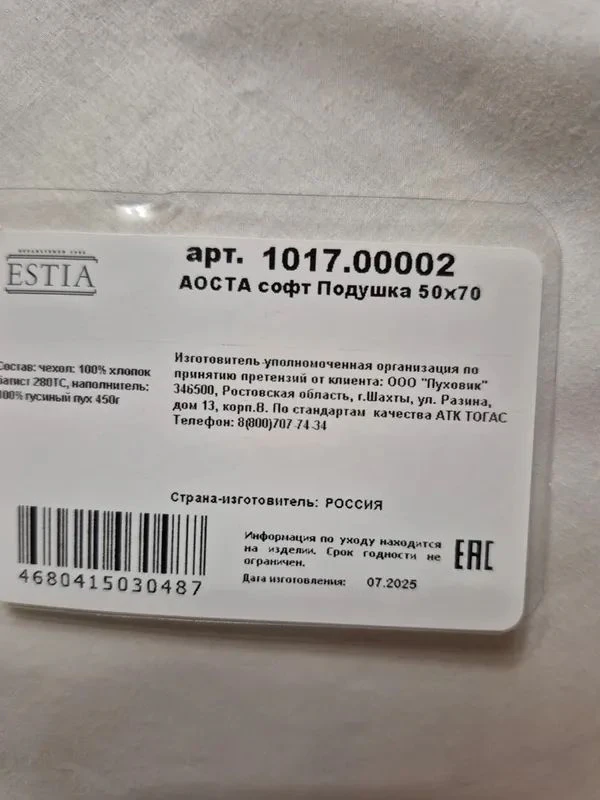 ESTIA
арт. 1017.00002
АОСТА софт Подушка 50х70
Состав: чехол: 100% хлопок
батист 280ТС, наполнитель:
100% гусиный пух 450г
Изготовитель-уполномоченная организация по
принятию претензий от клиента: ООО "Пуховик"
346500, Ростовская область, г.Шахты, ул. Разина,
дом 13, корп.В. По стандартам качества АТК ТОГАС
Телефон: 8(800)707-74-34
Страна-изготовитель: РОССИЯ
4680415030487
Информация по уходу находится
на изделии. Срок годности не
ограничен.
Дата изготовления: 07.2025
EAC